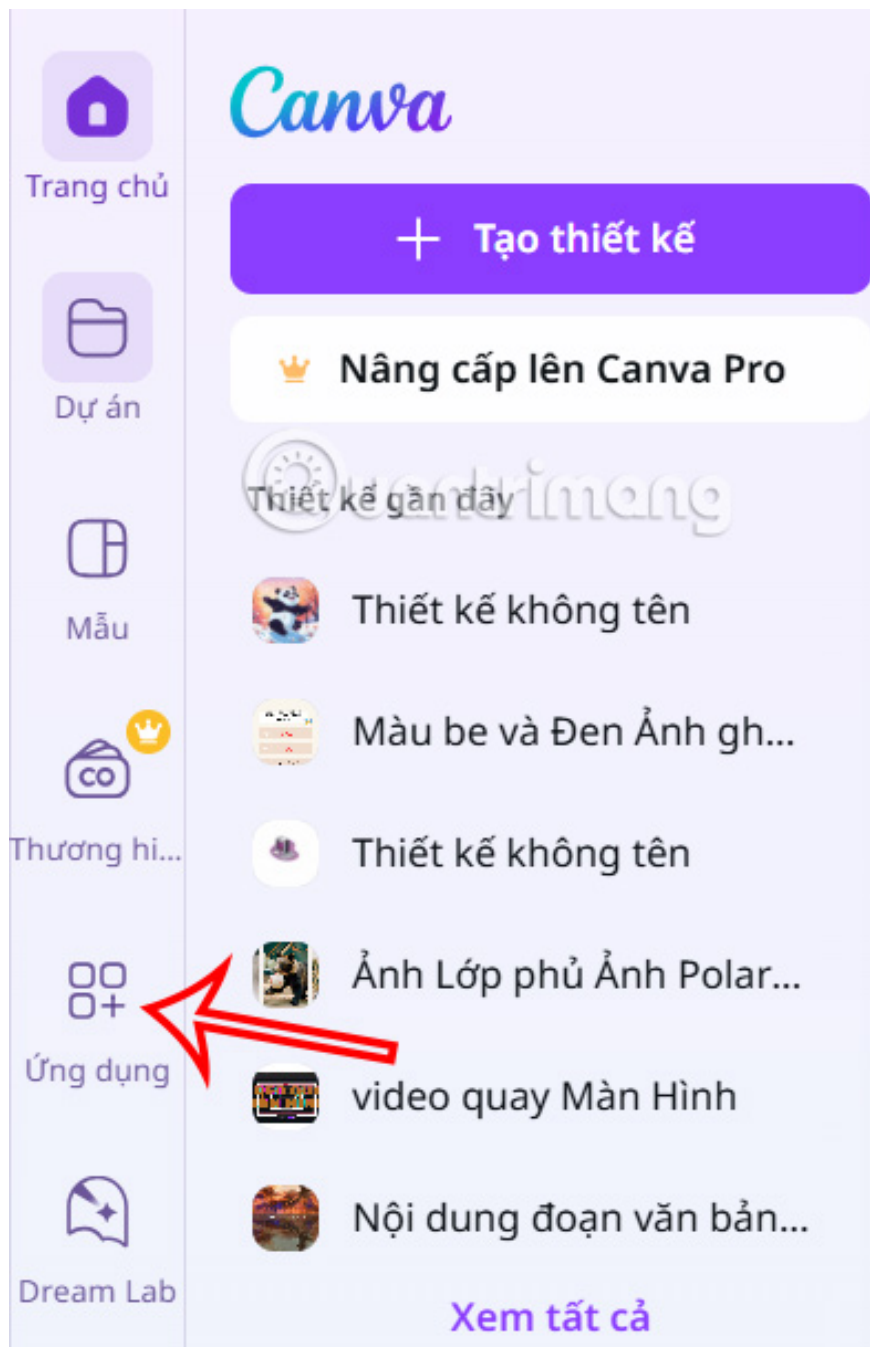 Trang chủ
Dự án
Mẫu
CO
Thương hi...
Ứng dụng
Dream Lab
Canva
Tạo thiết kế
Nâng cấp lên Canva Pro
Quantrimang
Thiết kế gần đây
Thiết kế không tên
Màu be và Đen Ảnh gh...
Thiết kế không tên
Ảnh Lớp phủ Ảnh Polar...
video quay Màn Hình
Nội dung đoạn văn bản...
Xem tất cả